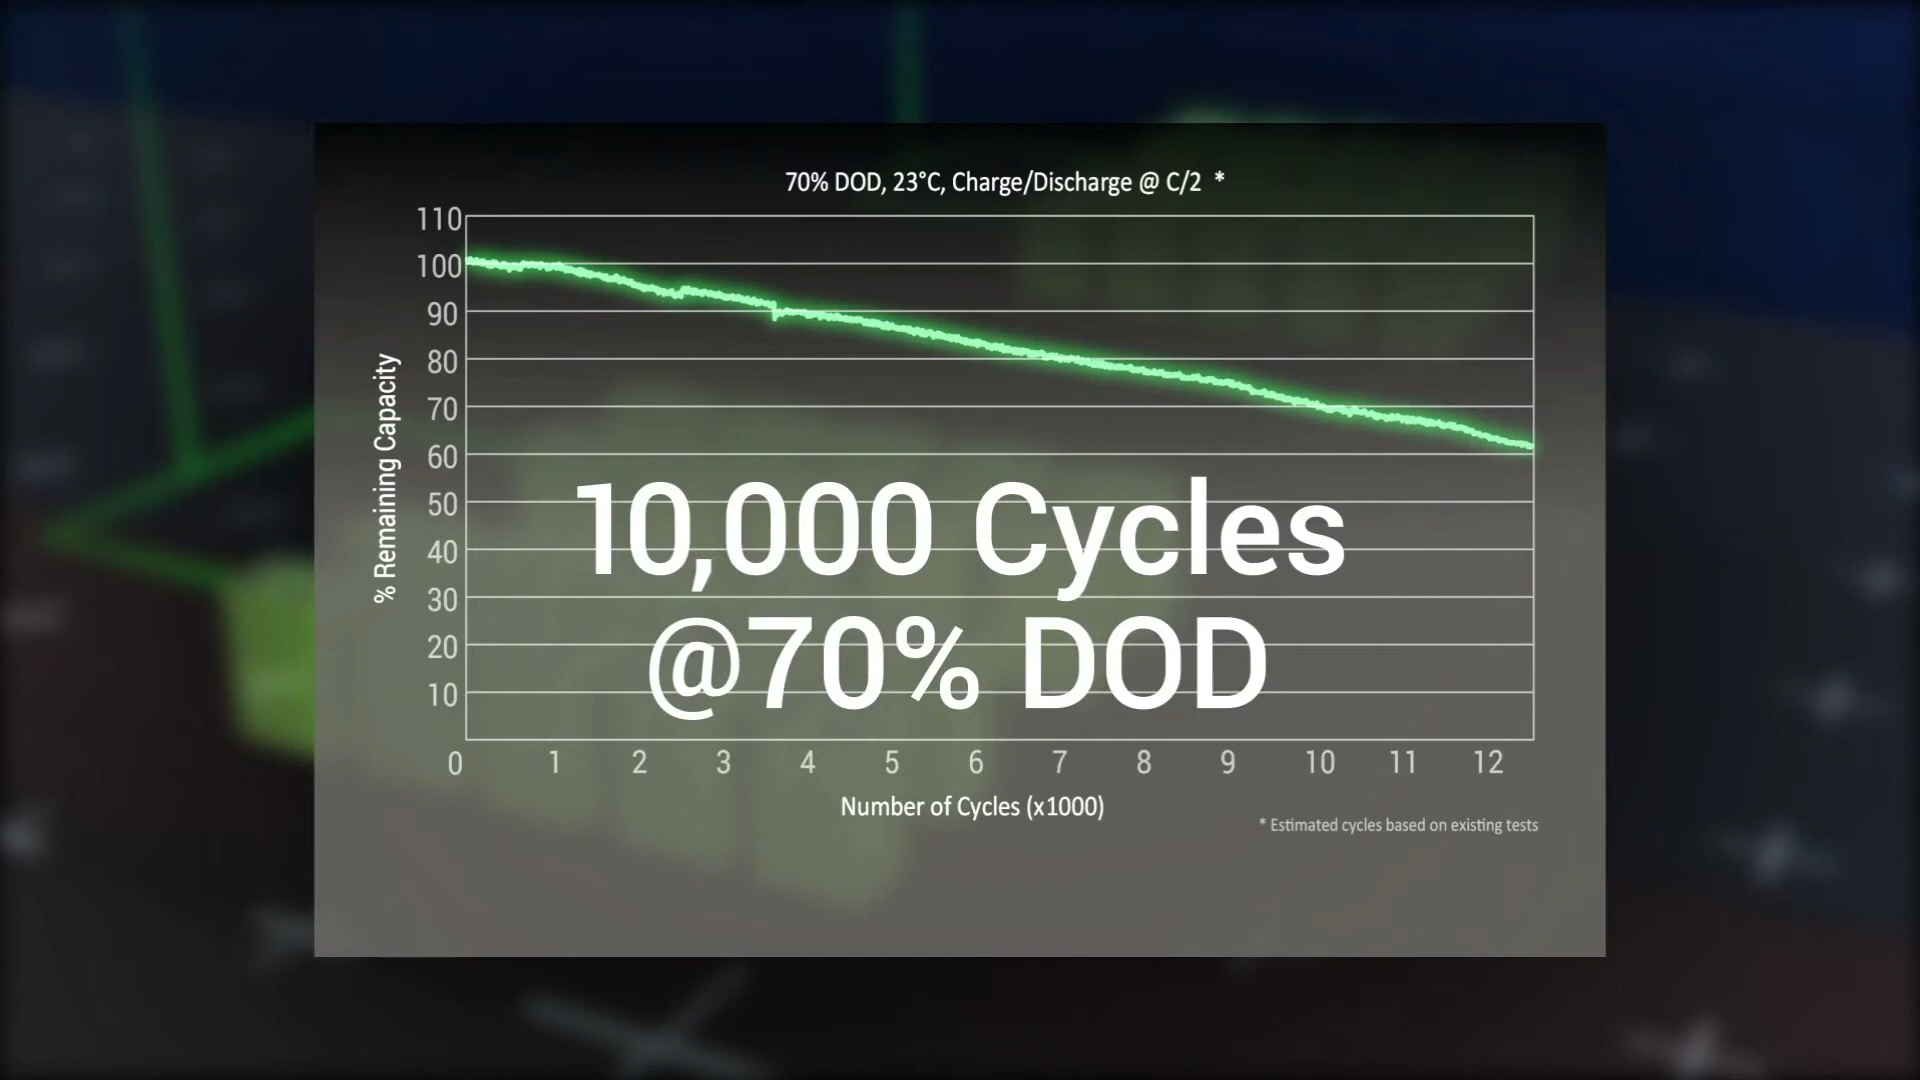 70% DOD, 23°C, Charge/Discharge @ C/2 *
110
100
90
80
70
60
50
40
30
20
10
% Remaining Capacity
10,000 Cycles
@70% DOD
0 1 2 3 4 5 6 7 8 9 10 11 12
Number of Cycles (x1000)
* Estimated cycles based on existing tests